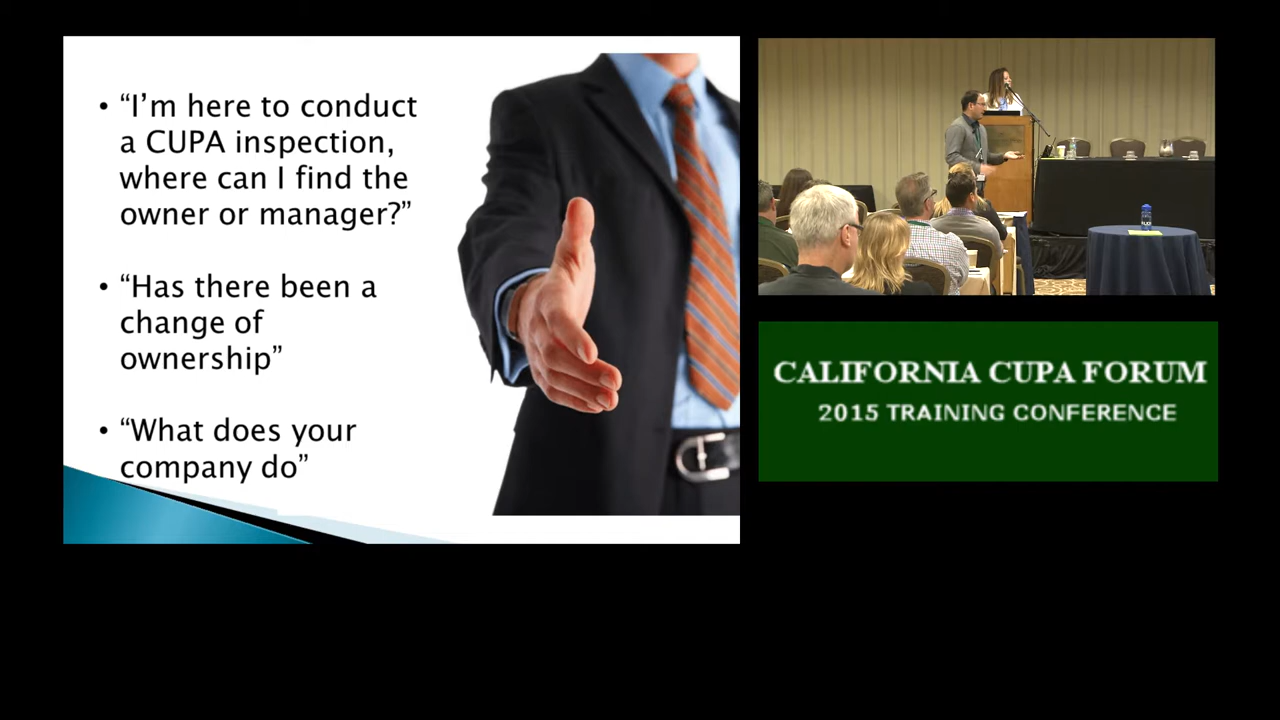 • “I’m here to conduct
a CUPA inspection,
where can I find the
owner or manager?”
• “Has there been a
change of
ownership”
• “What does your
company do”
CALIFORNIA CUPA FORUM
2015 TRAINING CONFERENCE